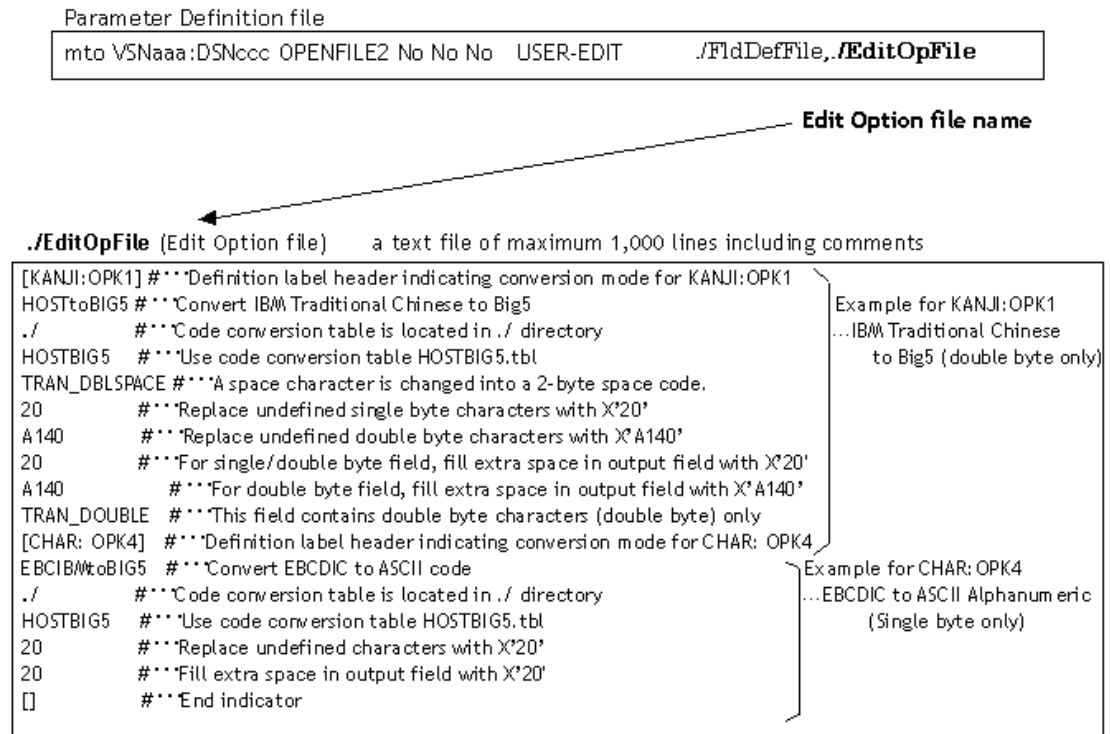 Parameter Definition file
mto VSNaaa:DSNccc OPENFILE2 No No No USER-EDIT ./FldDefFile,./EditOpFile
Edit Option file name
./EditOpFile (Edit Option file) a text file of maximum 1,000 lines including comments
[KANJI:OPK1] #···Definition label header indicating conversion mode for KANJI:OPK1
HOSTtoBIG5 #···Convert IBM Traditional Chinese to Big5 Example for KANJI:OPK1
./ #···Code conversion table is located in ./ directory ...IBM Traditional Chinese
HOSTBIG5 #···Use code conversion table HOSTBIG5.tbl to Big5 (double byte only)
TRAN_DBLSPACE #···A space character is changed into a 2-byte space code.
20 #···Replace undefined single byte characters with X'20'
A140 #···Replace undefined double byte characters with X'A140'
20 #···For single/double byte field, fill extra space in output field with X'20'
A140 #···For double byte field, fill extra space in output field with X'A140'
TRAN_DOUBLE #···This field contains double byte characters (double byte) only
[CHAR: OPK4] #···Definition label header indicating conversion mode for CHAR: OPK4
EBCIBMtoBIG5 #···Convert EBCDIC to ASCII code Example for CHAR: OPK4
./ #···Code conversion table is located in ./ directory ...EBCDIC to ASCII Alphanumeric
HOSTBIG5 #···Use code conversion table HOSTBIG5.tbl (Single byte only)
20 #···Replace undefined characters with X'20'
20 #···Fill extra space in output field with X'20'
[] #···End indicator